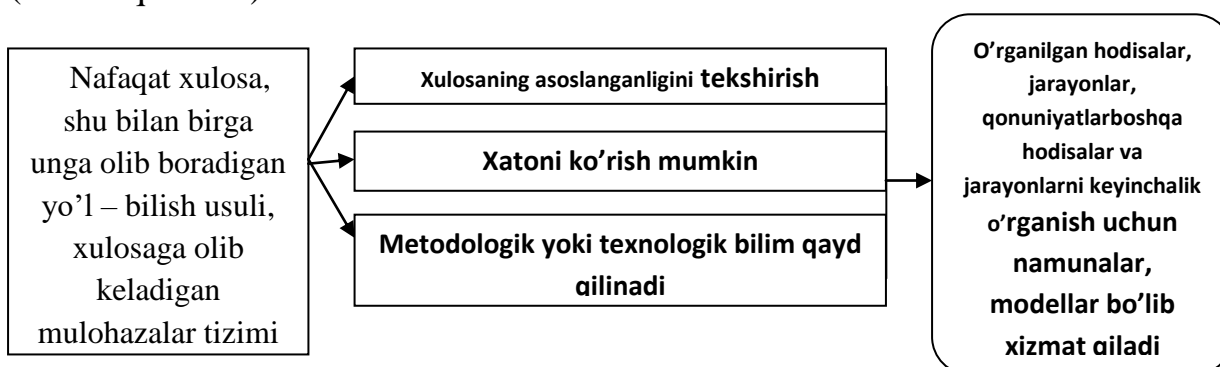 Nafaqat xulosa,
shu bilan birga
unga olib boradigan
yo’l – bilish usuli,
xulosaga olib
keladigan
mulohazalar tizimi
Xulosaning asoslanganligini tekshirish
Xatoni ko’rish mumkin
Metodologik yoki texnologik bilim qayd
qilinadi
O’rganilgan hodisalar,
jarayonlar,
qonuniyatlarboshqa
hodisalar va
jarayonlarni keyinchalik
o’rganish uchun
namunalar,
modellar bo’lib
xizmat qiladi